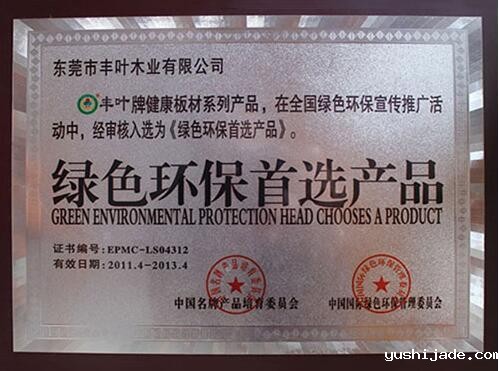 东莞市丰叶木业有限公司
丰叶牌健康板材系列产品，在全国绿色环保宣传推广活
动中，经审核入选为《绿色环保首选产品》。
绿色环保首选产品
GREEN ENVIRONMENTAL PROTECTION HEAD CHOOSES A PRODUCT
证书编号：EPMC-LS04312
有效日期：2011.4-2013.4
中国名牌产品培育委员会
中国国际绿色环保管理委员会
yushijade.com